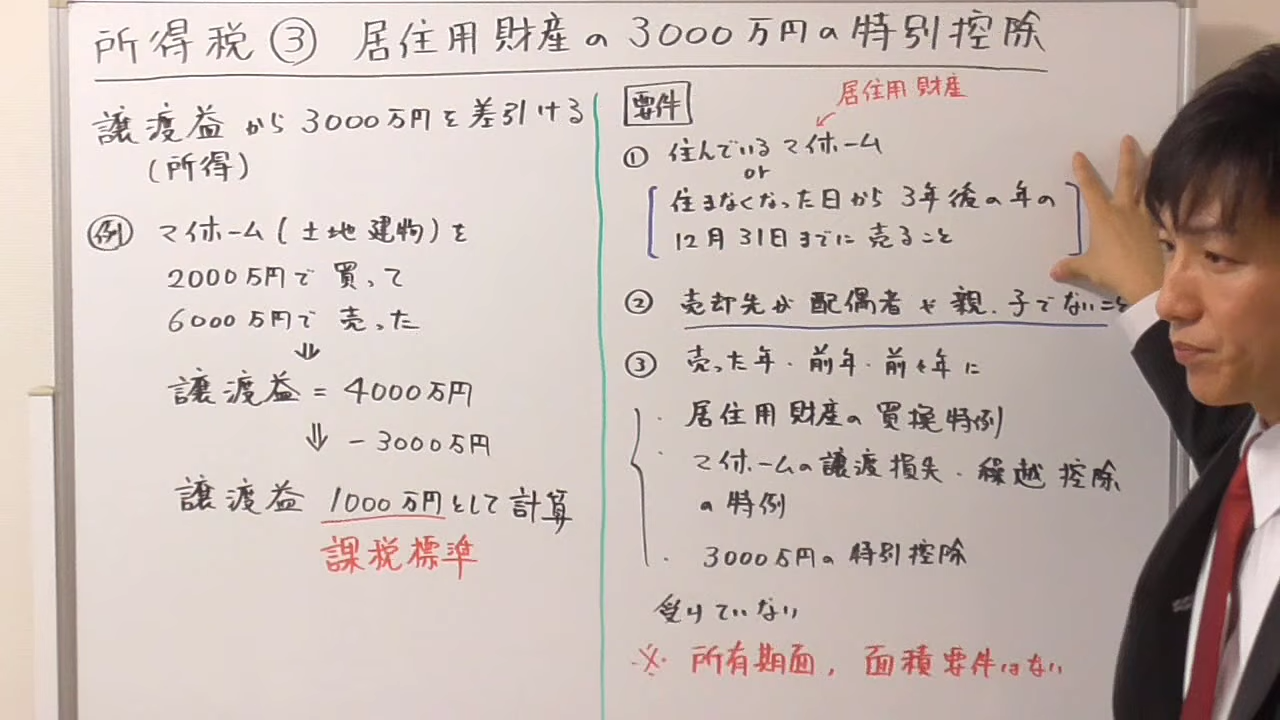 所得税③ 居住用財産の3000万円の特別控除
譲渡益から3000万円を差引ける
(所得)
例 マイホーム(土地建物)を
2000万円で買って
6000万円で売った
⇓
譲渡益=4000万円
⇓ -3000万円
譲渡益 1000万円として計算
課税標準
要件
居住用財産
① 住んでいるマイホーム
or
住まなくなった日から3年後の年の
12月31日までに売ること
② 売却先が配偶者や親、子でないこと
③ 売った年・前年・前々年に
・居住用財産の買換特例
・マイホームの譲渡損失・繰越控除
の特例
・3000万円の特別控除
受けていない
※ 所有期面, 面積要件はない